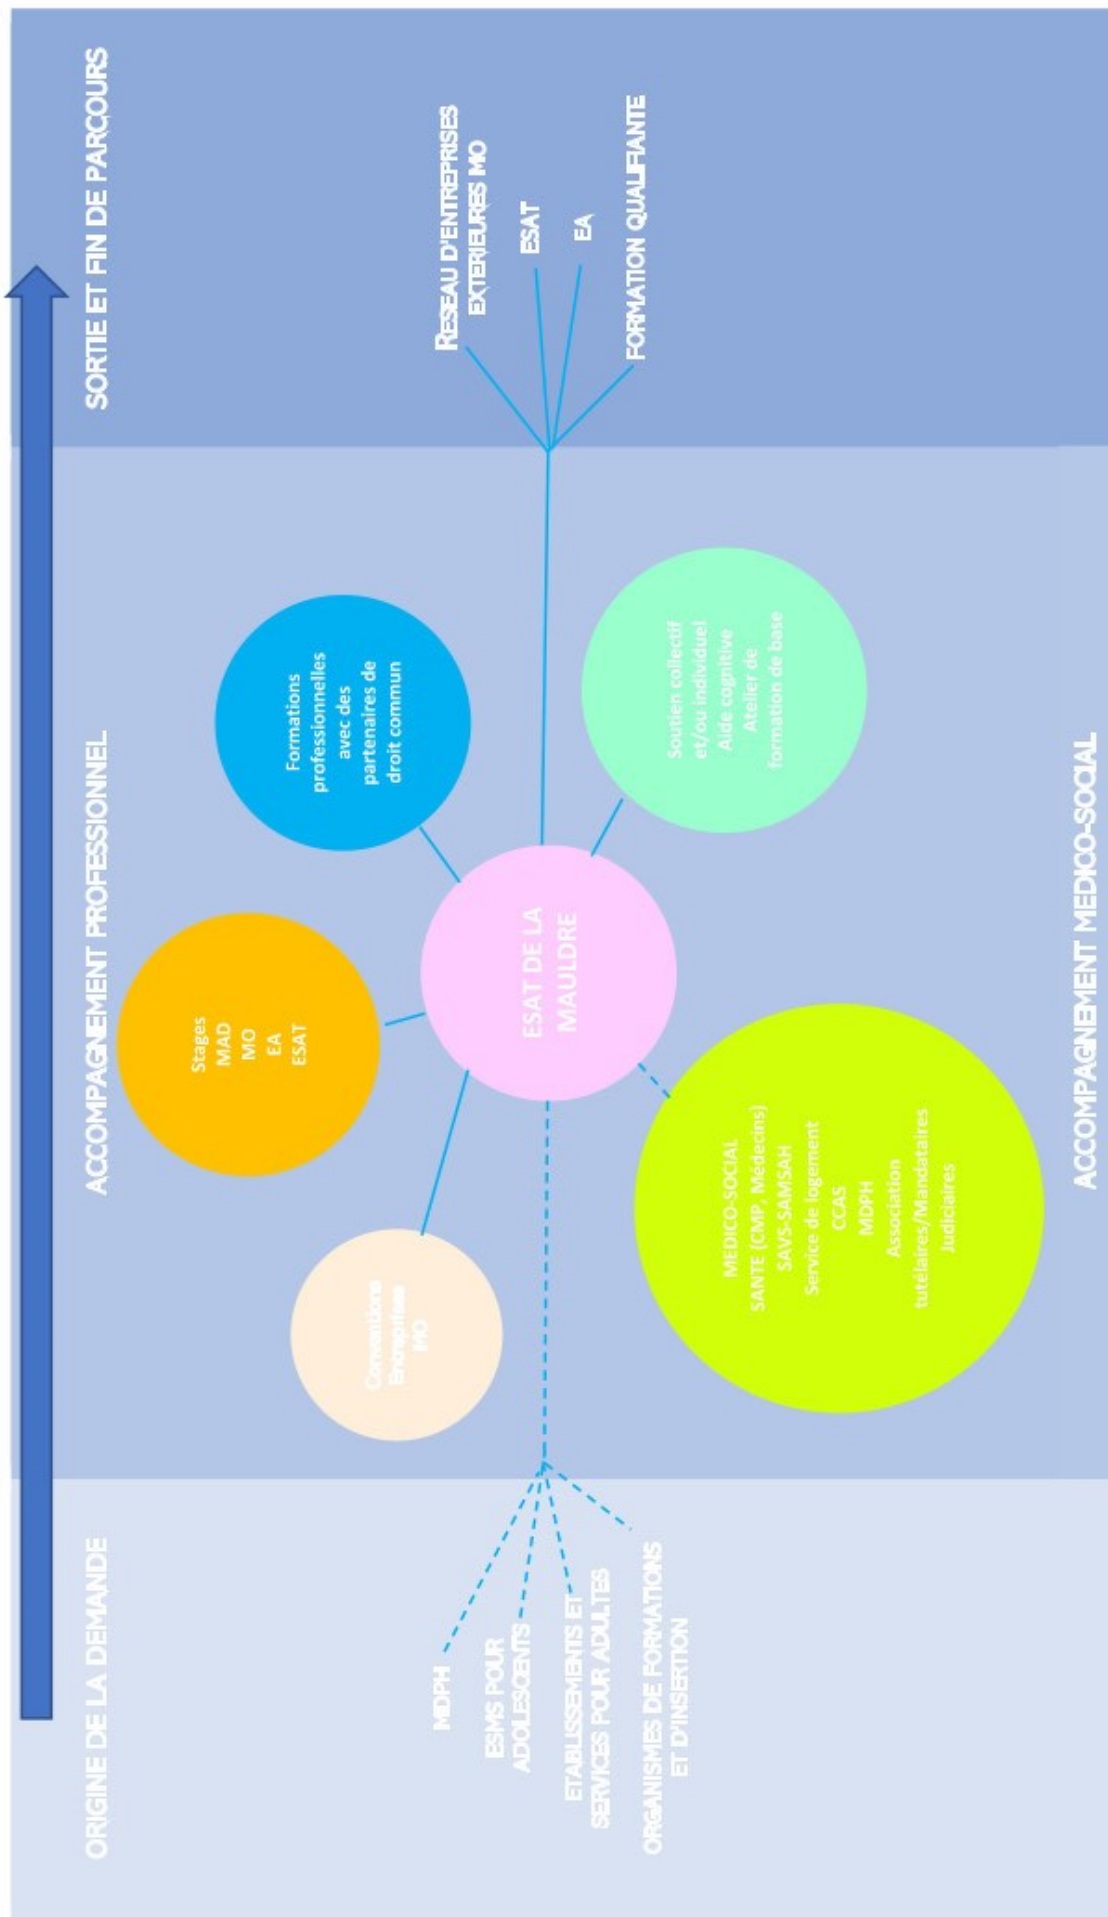 ORIGINE DE LA DEMANDE
ACCOMPAGNEMENT PROFESSIONNEL
SORTIE ET FIN DE PARCOURS
MDPH
ESMS POUR
ADOLESCENTS
ETABLISSEMENTS ET
SERVICES POUR ADULTES
ORGANISMES DE FORMATIONS
ET D'INSERTION
Conventions
Entreprises
MO
Stages
MAD
MO
EA
ESAT
Formations
professionnelles
avec des
partenaires de
droit commun
ESAT DE LA
MAULDRE
MEDICO-SOCIAL
SANTE (CMP, Médecins)
SAVS-SAMSAH
Service de logement
CCAS
MDPH
Association
tutélaires/Mandataires
Judiciaires
Soutien collectif
et/ou individuel
Aide cognitive
Atelier de
formation de base
RESEAU D'ENTREPRISES
EXTERIEURES MO
ESAT
EA
FORMATION QUALIFIANTE
ACCOMPAGNEMENT MEDICO-SOCIAL